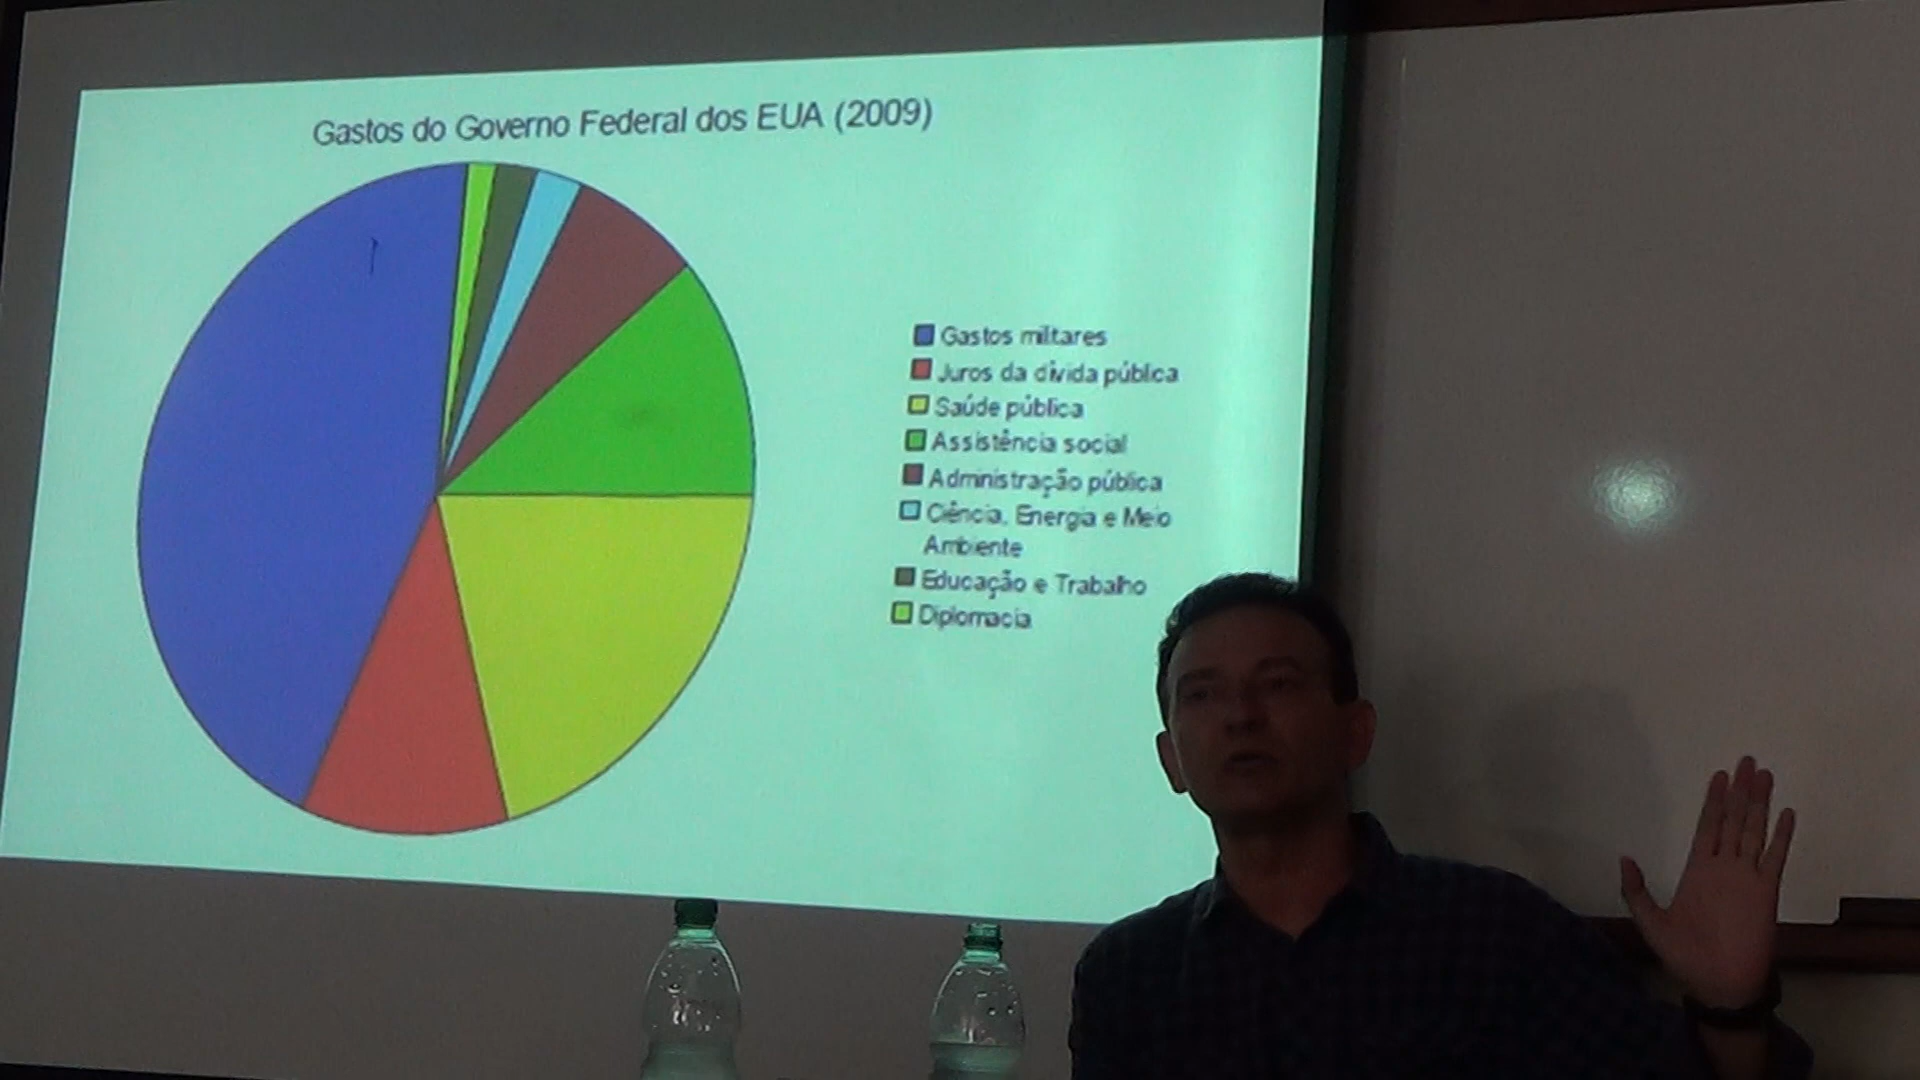 Gastos do Governo Federal dos EUA (2009)
Gastos militares
Juros da dívida pública
Saúde pública
Assistência social
Administração pública
Ciência, Energia e Meio
Ambiente
Educação e Trabalho
Diplomacia